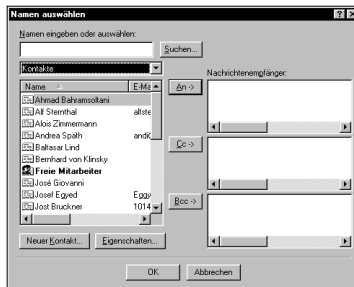 Namen auswählen
Namen eingeben oder auswählen:
Suchen...
Kontakte
Nachrichtenempfänger:
Name E-Ma
An ->
Ahmad Bahramsoltani
Alf Sternthal alfste
Alois Zimmermann
Andrea Späth andi
Baltasar Lind
Cc ->
Bernhard von Klinsky
Freie Mitarbeiter
José Giovanni
Josef Egyed Eggy
Jost Bruckner 1014
Bcc ->
Neuer Kontakt...
Eigenschaften...
OK
Abbrechen